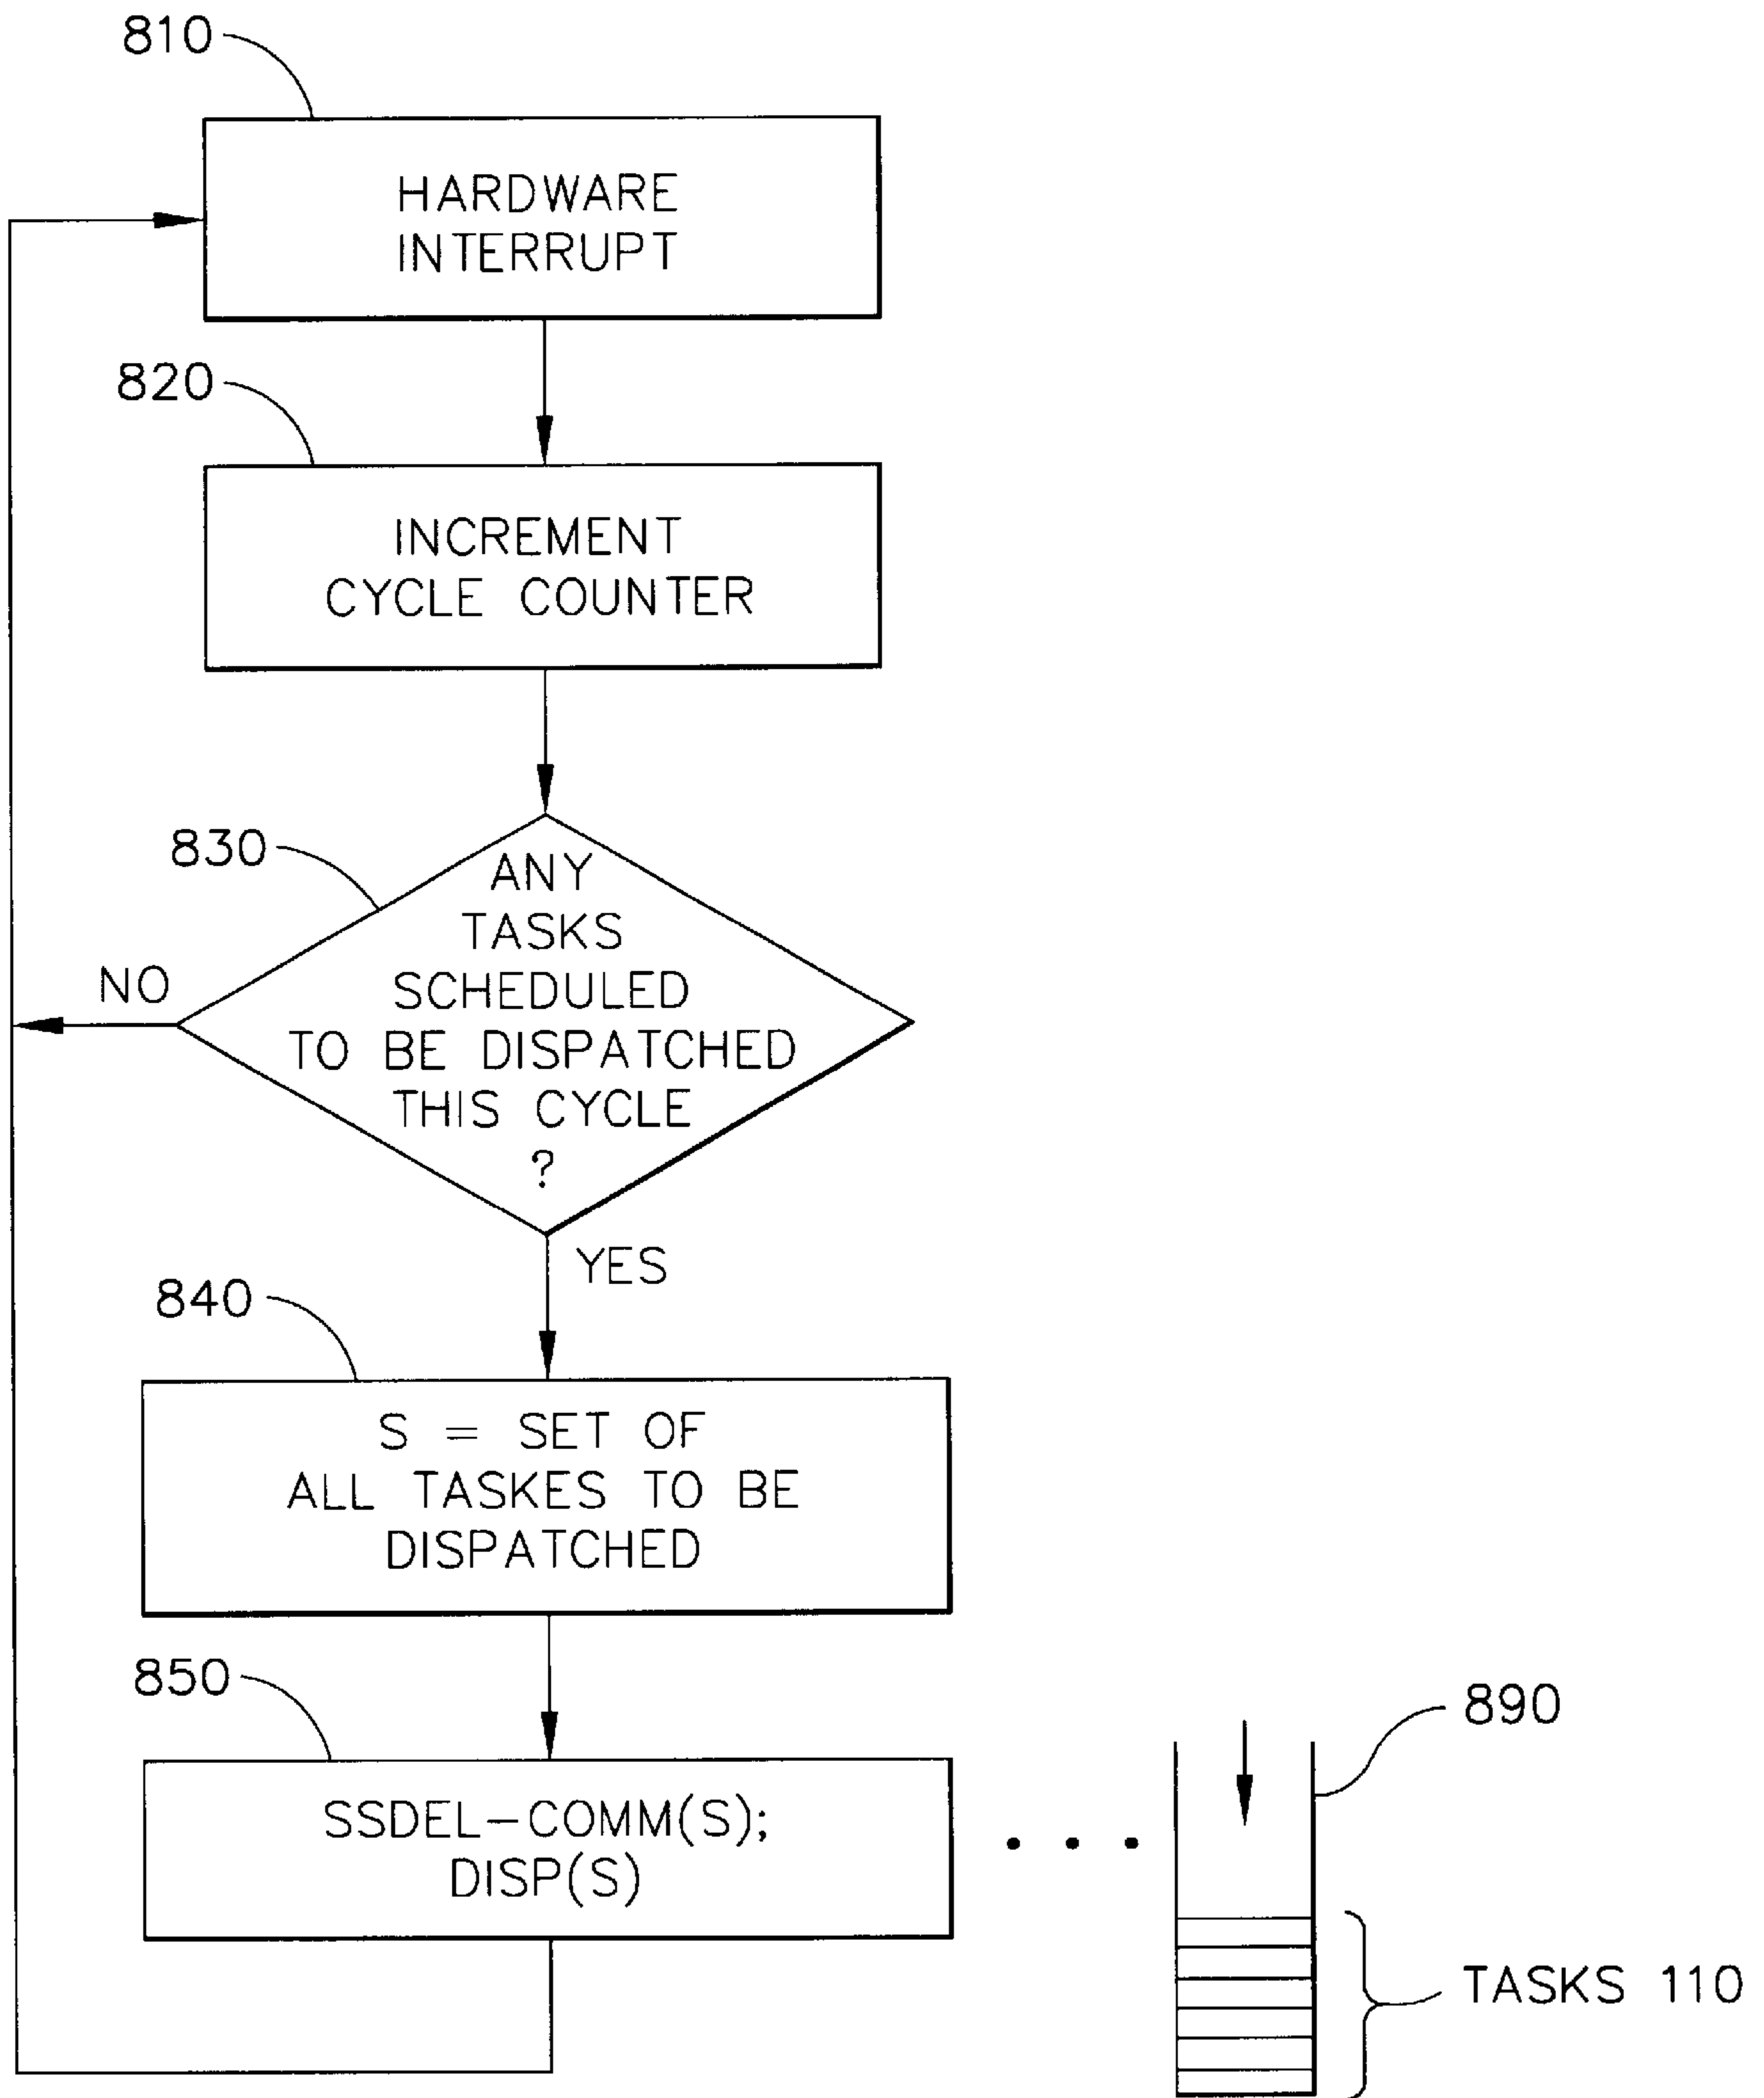 810
HARDWARE
INTERRUPT
820
INCREMENT
CYCLE COUNTER
830
ANY
TASKS
SCHEDULED
TO BE DISPATCHED
THIS CYCLE
?
NO
YES
840
S = SET OF
ALL TASKES TO BE
DISPATCHED
850
SSDEL-COMM(S);
DISP(S)
890
TASKS 110